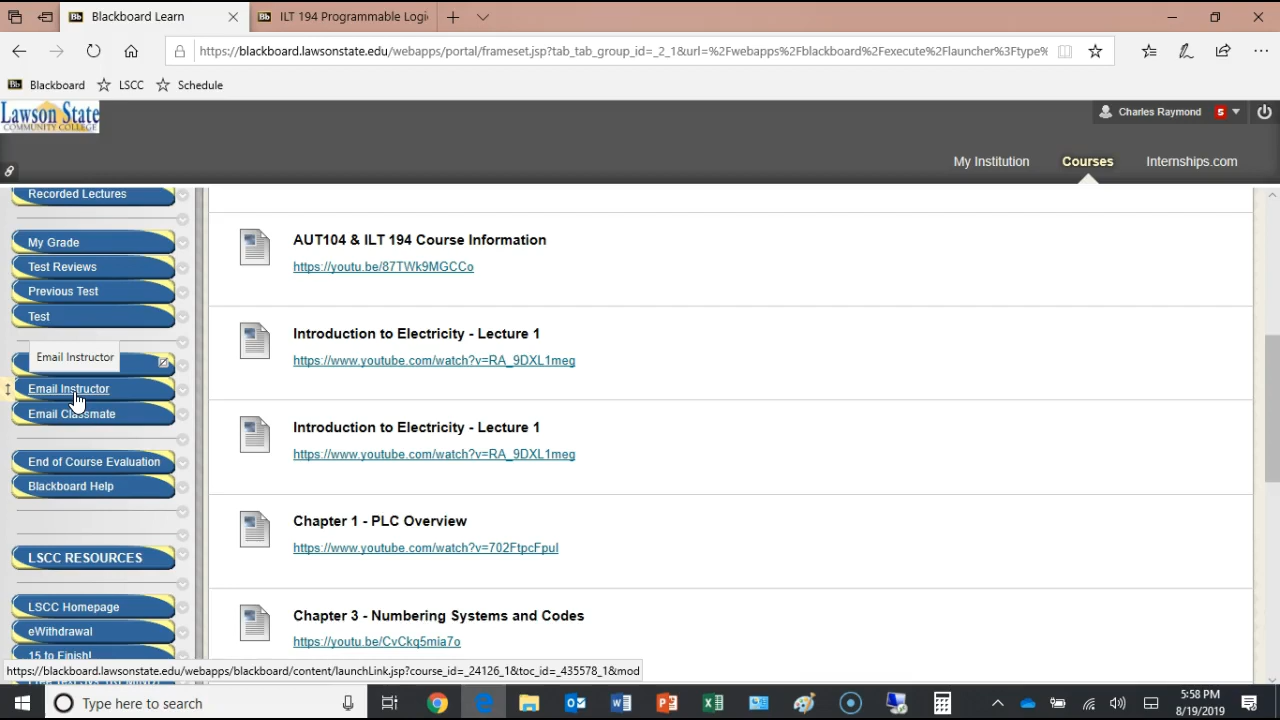 Blackboard Learn
ILT 194 Programmable Logi
https://blackboard.lawsonstate.edu/webapps/portal/frameset.jsp?tab_tab_group_id=_2_1&url=%2Fwebapps%2Fblackboard%2Fexecute%2Flauncher%3Ftype%
Blackboard
LSCC
Schedule
Lawson State
COMMUNITY COLLEGE
Charles Raymond
5
My Institution
Courses
Internships.com
Recorded Lectures
My Grade
Test Reviews
Previous Test
Test
Email Instructor
Email Instructor
Email Classmate
End of Course Evaluation
Blackboard Help
LSCC RESOURCES
LSCC Homepage
eWithdrawal
15 to Finish!
AUT104 & ILT 194 Course Information
https://youtu.be/87TWk9MGCCo
Introduction to Electricity - Lecture 1
https://www.youtube.com/watch?v=RA_9DXL1meg
Introduction to Electricity - Lecture 1
https://www.youtube.com/watch?v=RA_9DXL1meg
Chapter 1 - PLC Overview
https://www.youtube.com/watch?v=702FtpcFpuI
Chapter 3 - Numbering Systems and Codes
https://youtu.be/CvCkq5mia7o
https://blackboard.lawsonstate.edu/webapps/blackboard/content/launchLink.jsp?course_id=_24126_1&toc_id=_435578_1&mod
Type here to search
5:58 PM
8/19/2019